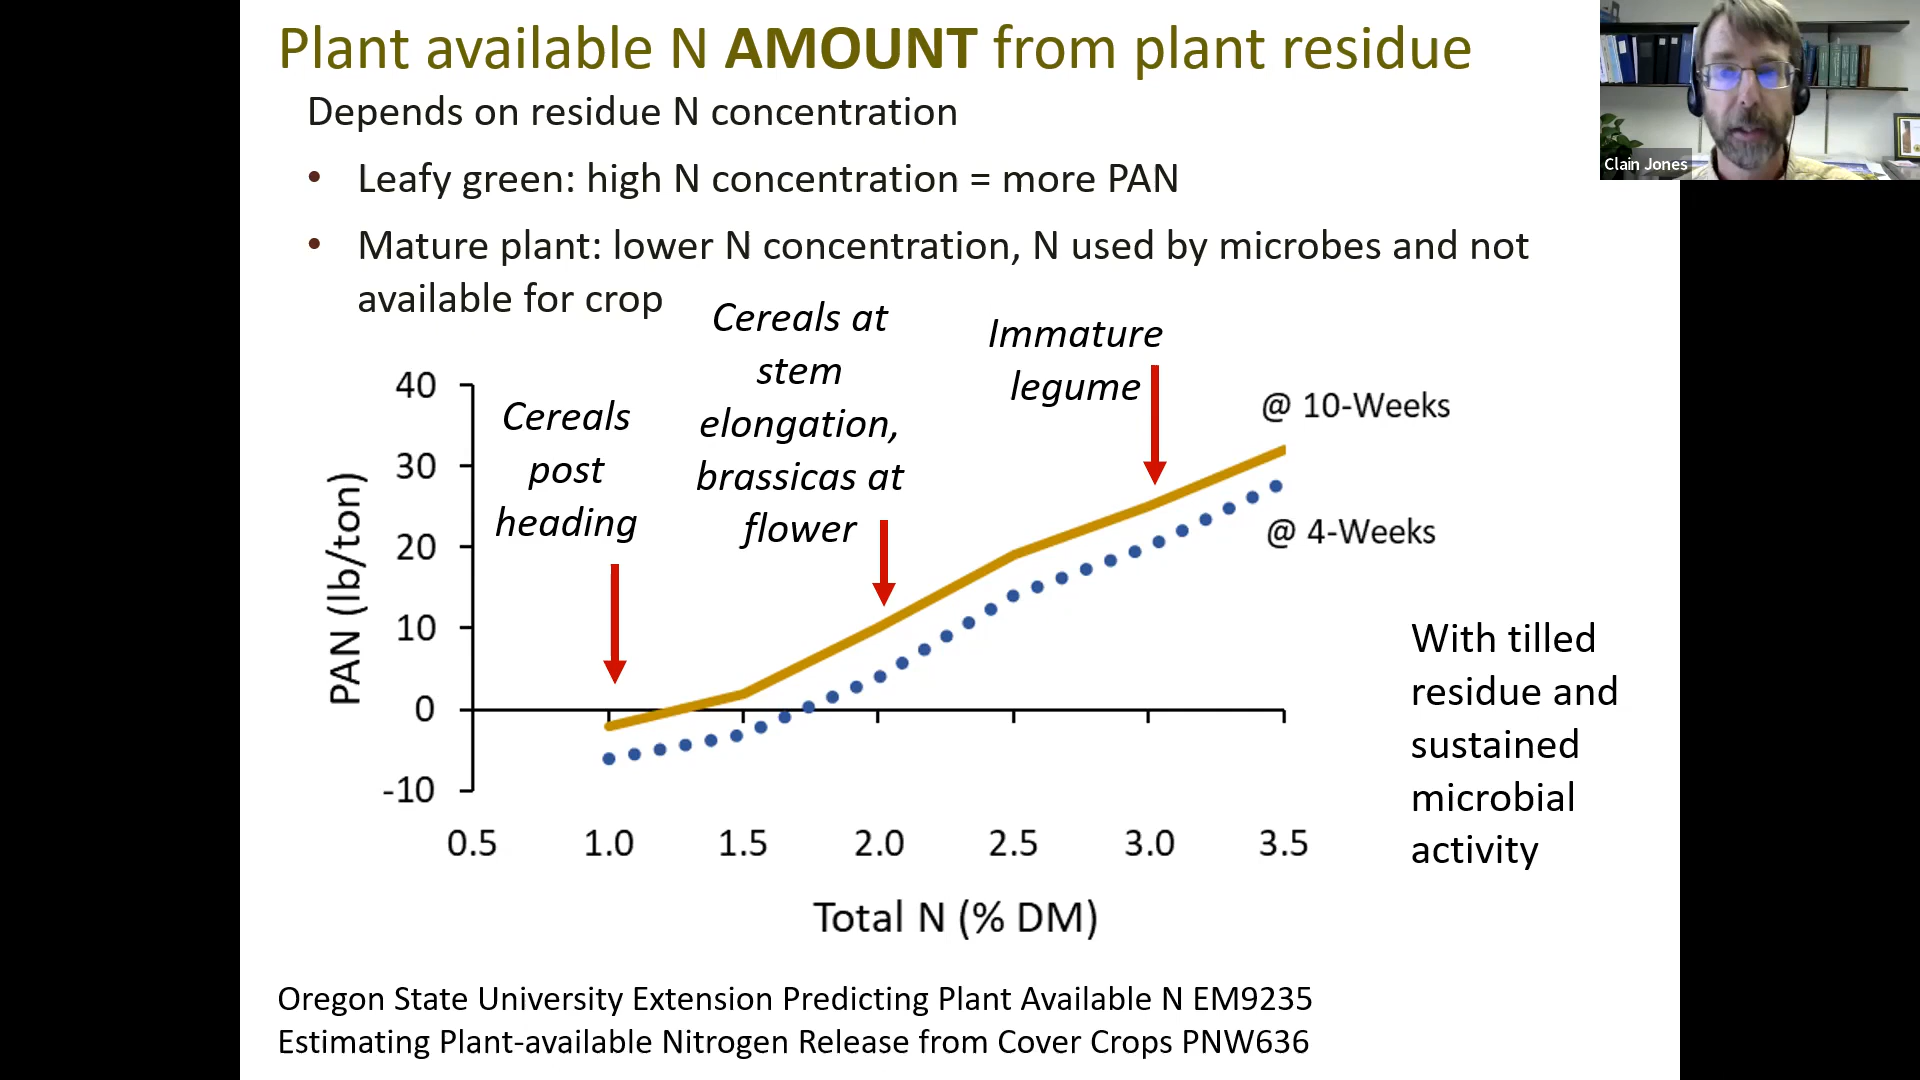 Plant available N AMOUNT from plant residue
Depends on residue N concentration
• Leafy green: high N concentration = more PAN
• Mature plant: lower N concentration, N used by microbes and not
available for crop
Clain Jones
Cereals
post
heading
Cereals at
stem
elongation,
brassicas at
flower
Immature
legume
@ 10-Weeks
@ 4-Weeks
PAN (lb/ton)
40
30
20
10
0
-10
0.5 1.0 1.5 2.0 2.5 3.0 3.5
Total N (% DM)
With tilled
residue and
sustained
microbial
activity
Oregon State University Extension Predicting Plant Available N EM9235
Estimating Plant-available Nitrogen Release from Cover Crops PNW636